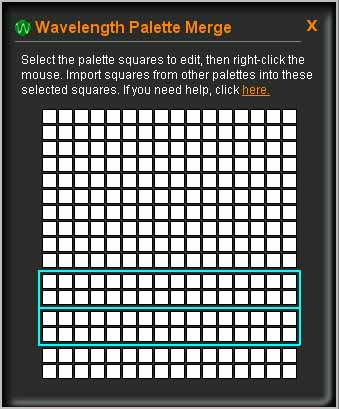 Wavelength Palette Merge X
Select the palette squares to edit, then right-click the
mouse. Import squares from other palettes into these
selected squares. If you need help, click here.